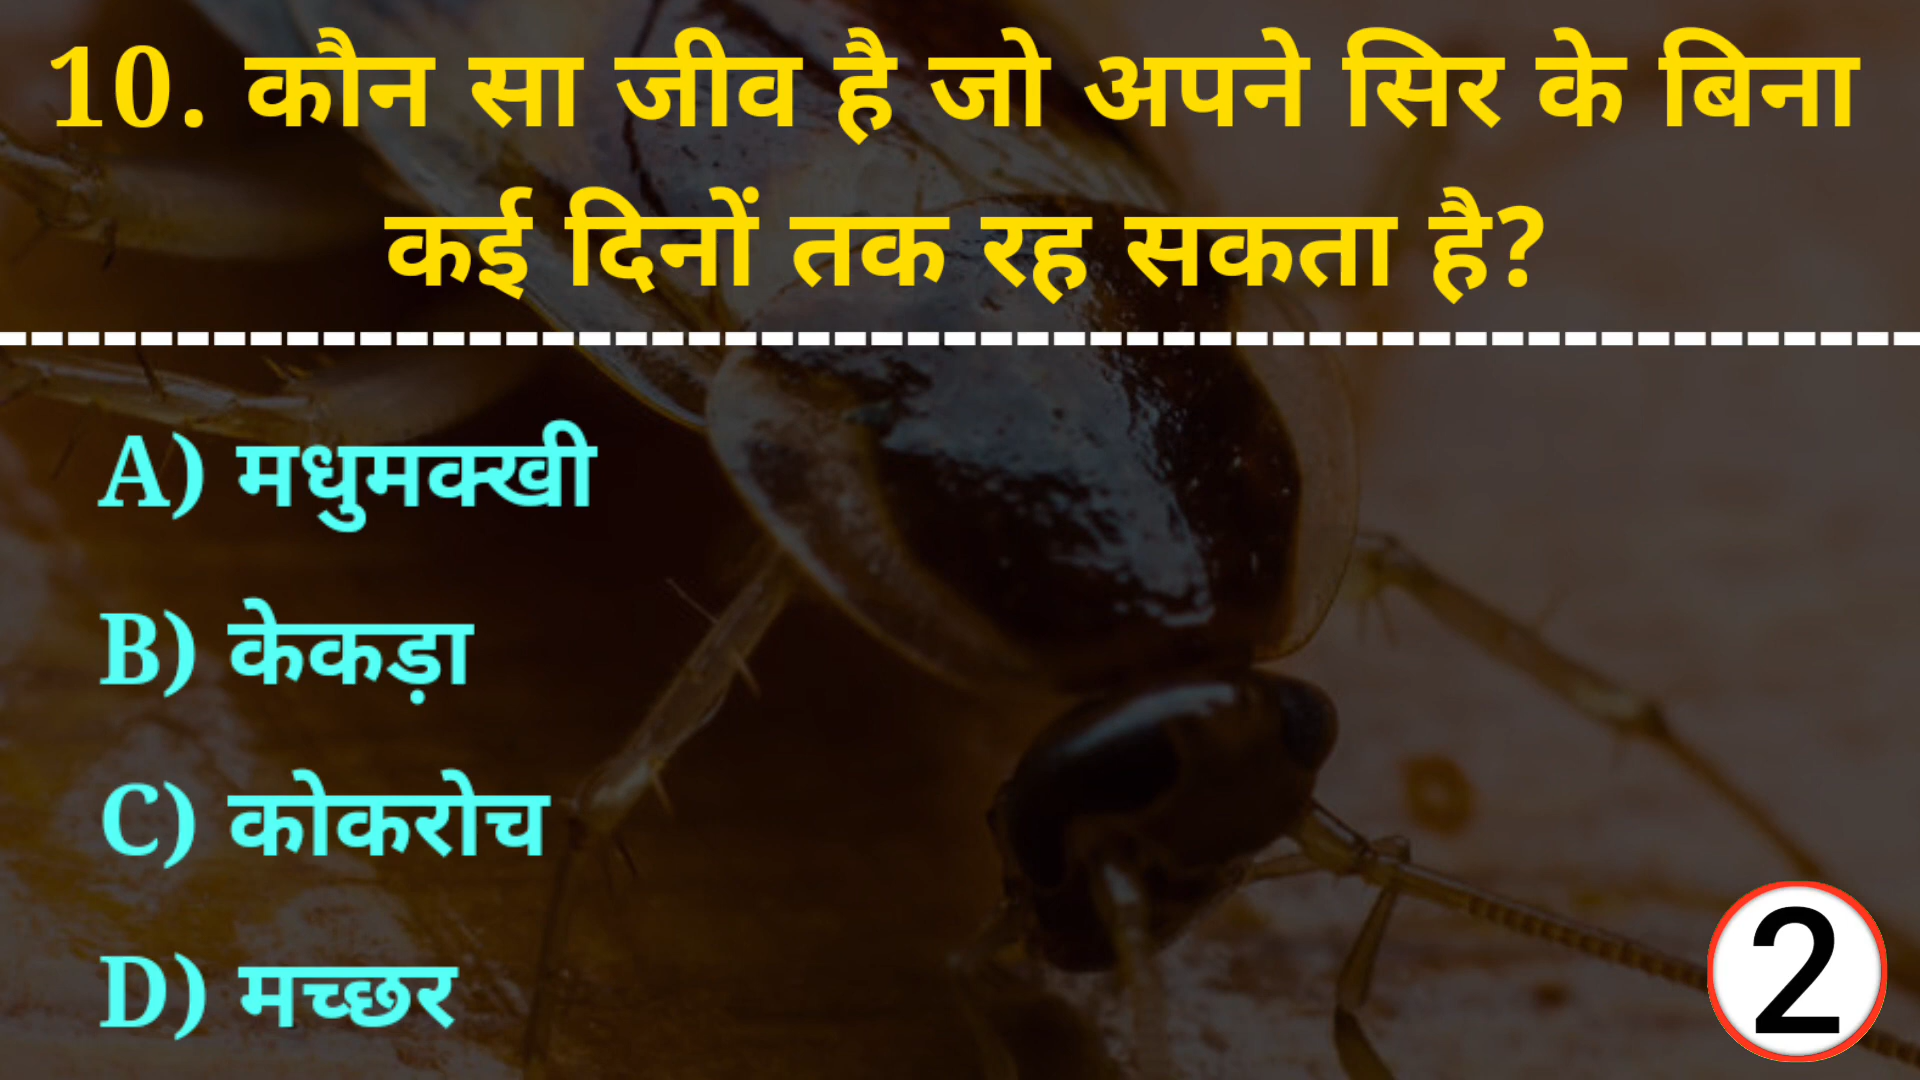 10. कौन सा जीव है जो अपने सिर के बिना
कई दिनों तक रह सकता है?
A) मधुमक्खी
B) केकड़ा
C) कोकरोच
D) मच्छर
2